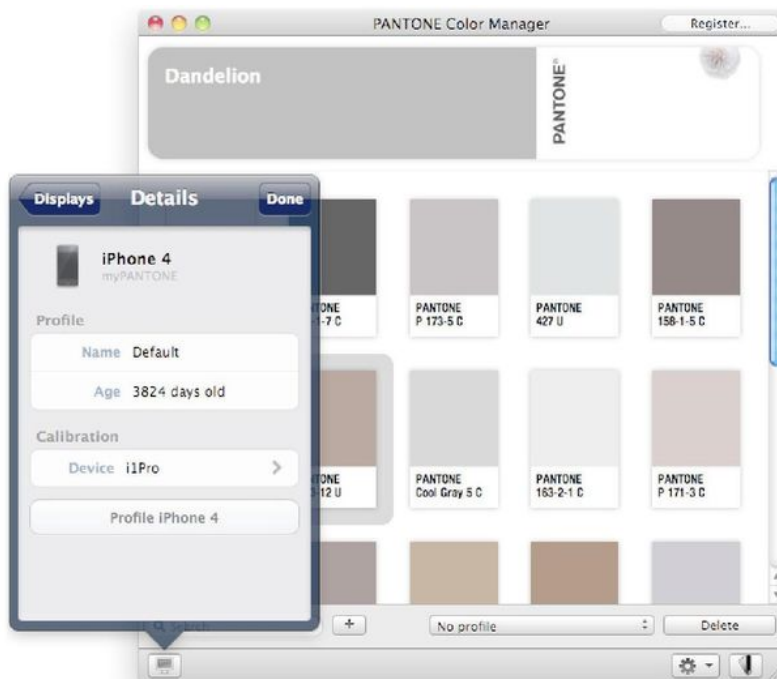 PANTONE Color Manager
Register...
Dandelion
PANTONE®
Displays
Details
Done
iPhone 4
myPANTONE
Profile
Name Default
Age 3824 days old
Calibration
Device i1Pro
Profile iPhone 4
PANTONE
P 173-5 C
PANTONE
427 U
PANTONE
158-1-5 C
PANTONE
Cool Gray 5 C
PANTONE
163-2-1 C
PANTONE
P 171-3 C
Search
No profile
Delete